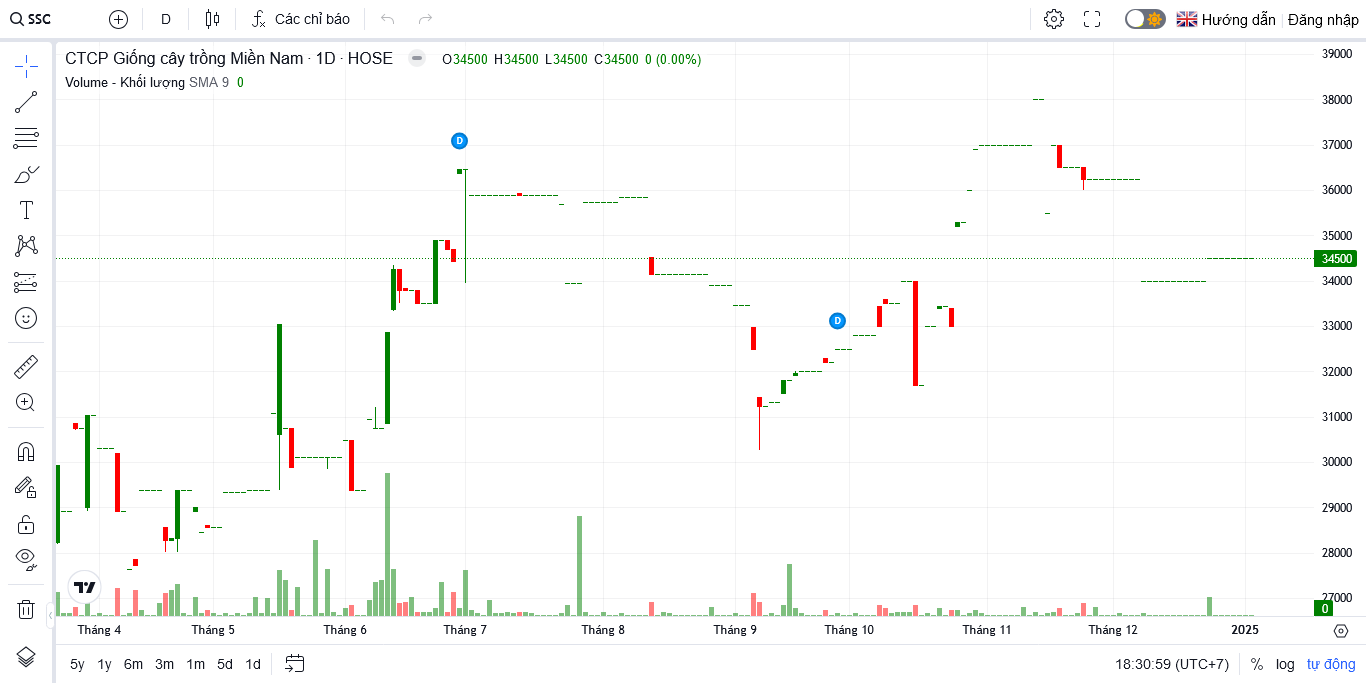 SSC D Các chỉ báo Hướng dẫn Đăng nhập
CTCP Giống cây trồng Miền Nam · 1D · HOSE O34500 H34500 L34500 C34500 0 (0.00%)
Volume - Khối lượng SMA 9 0
39000
38000
37000
D
36000
35000
34500
34000
D
33000
32000
31000
30000
29000
28000
27000
0
Tháng 4 Tháng 5 Tháng 6 Tháng 7 Tháng 8 Tháng 9 Tháng 10 Tháng 11 Tháng 12 2025
5y 1y 6m 3m 1m 5d 1d 18:30:59 (UTC+7) % log tự động